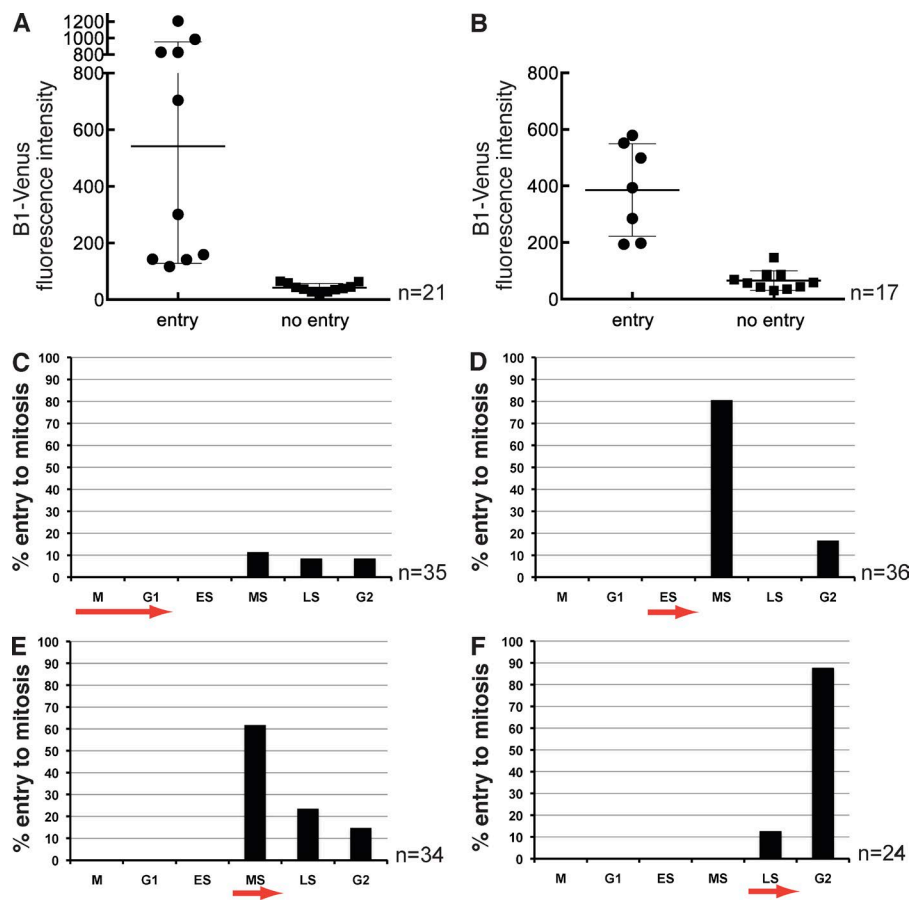 A
B1-Venus
fluorescence intensity
1200
1000
800
800
600
400
200
0
entry
no entry
n=21
B
B1-Venus
fluorescence intensity
800
600
400
200
0
entry
no entry
n=17
C
% entry to mitosis
100
90
80
70
60
50
40
30
20
10
0
M G1 ES MS LS G2
n=35
D
% entry to mitosis
100
90
80
70
60
50
40
30
20
10
0
M G1 ES MS LS G2
n=36
E
% entry to mitosis
100
90
80
70
60
50
40
30
20
10
0
M G1 ES MS LS G2
n=34
F
% entry to mitosis
100
90
80
70
60
50
40
30
20
10
0
M G1 ES MS LS G2
n=24